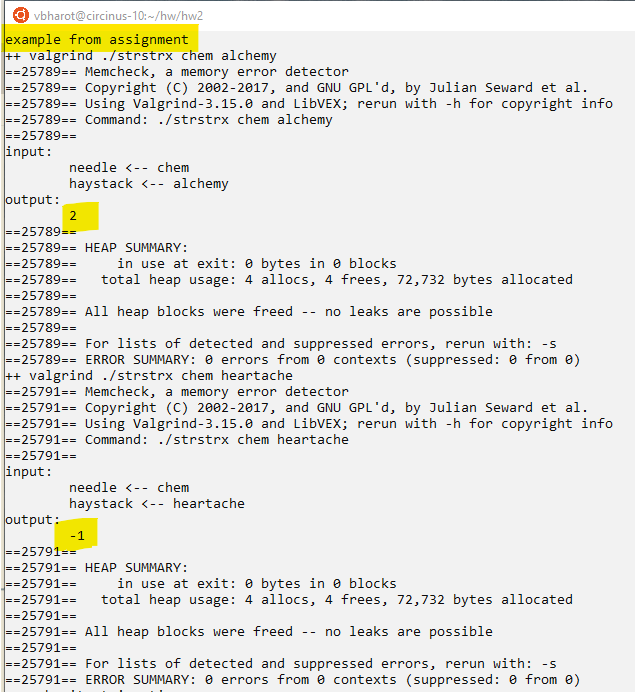 vbharot@circinus-10:~/hw/hw2
example from assignment
++ valgrind ./strstrx chem alchemy
==25789== Memcheck, a memory error detector
==25789== Copyright (C) 2002-2017, and GNU GPL'd, by Julian Seward et al.
==25789== Using Valgrind-3.15.0 and LibVEX; rerun with -h for copyright info
==25789== Command: ./strstrx chem alchemy
==25789==
input:
        needle <-- chem
        haystack <-- alchemy
output:
        2
==25789==
==25789== HEAP SUMMARY:
==25789==     in use at exit: 0 bytes in 0 blocks
==25789==   total heap usage: 4 allocs, 4 frees, 72,732 bytes allocated
==25789==
==25789== All heap blocks were freed -- no leaks are possible
==25789==
==25789== For lists of detected and suppressed errors, rerun with: -s
==25789== ERROR SUMMARY: 0 errors from 0 contexts (suppressed: 0 from 0)
++ valgrind ./strstrx chem heartache
==25791== Memcheck, a memory error detector
==25791== Copyright (C) 2002-2017, and GNU GPL'd, by Julian Seward et al.
==25791== Using Valgrind-3.15.0 and LibVEX; rerun with -h for copyright info
==25791== Command: ./strstrx chem heartache
==25791==
input:
        needle <-- chem
        haystack <-- heartache
output:
        -1
==25791==
==25791== HEAP SUMMARY:
==25791==     in use at exit: 0 bytes in 0 blocks
==25791==   total heap usage: 4 allocs, 4 frees, 72,732 bytes allocated
==25791==
==25791== All heap blocks were freed -- no leaks are possible
==25791==
==25791== For lists of detected and suppressed errors, rerun with: -s
==25791== ERROR SUMMARY: 0 errors from 0 contexts (suppressed: 0 from 0)